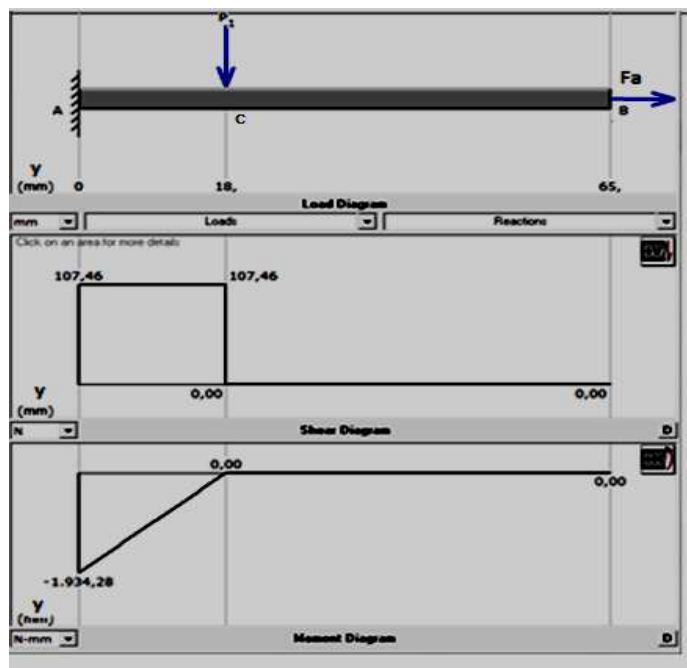 P1
Fa
A
B
C
y
(mm) 0 18, 65,
Load Diagram
mm Loads Reactions
Click on an area for more details
107,46 107,46
y 0,00 0,00
(mm)
N Shear Diagram D
0,00
0,00
-1.934,28
y
N-mm Moment Diagram D